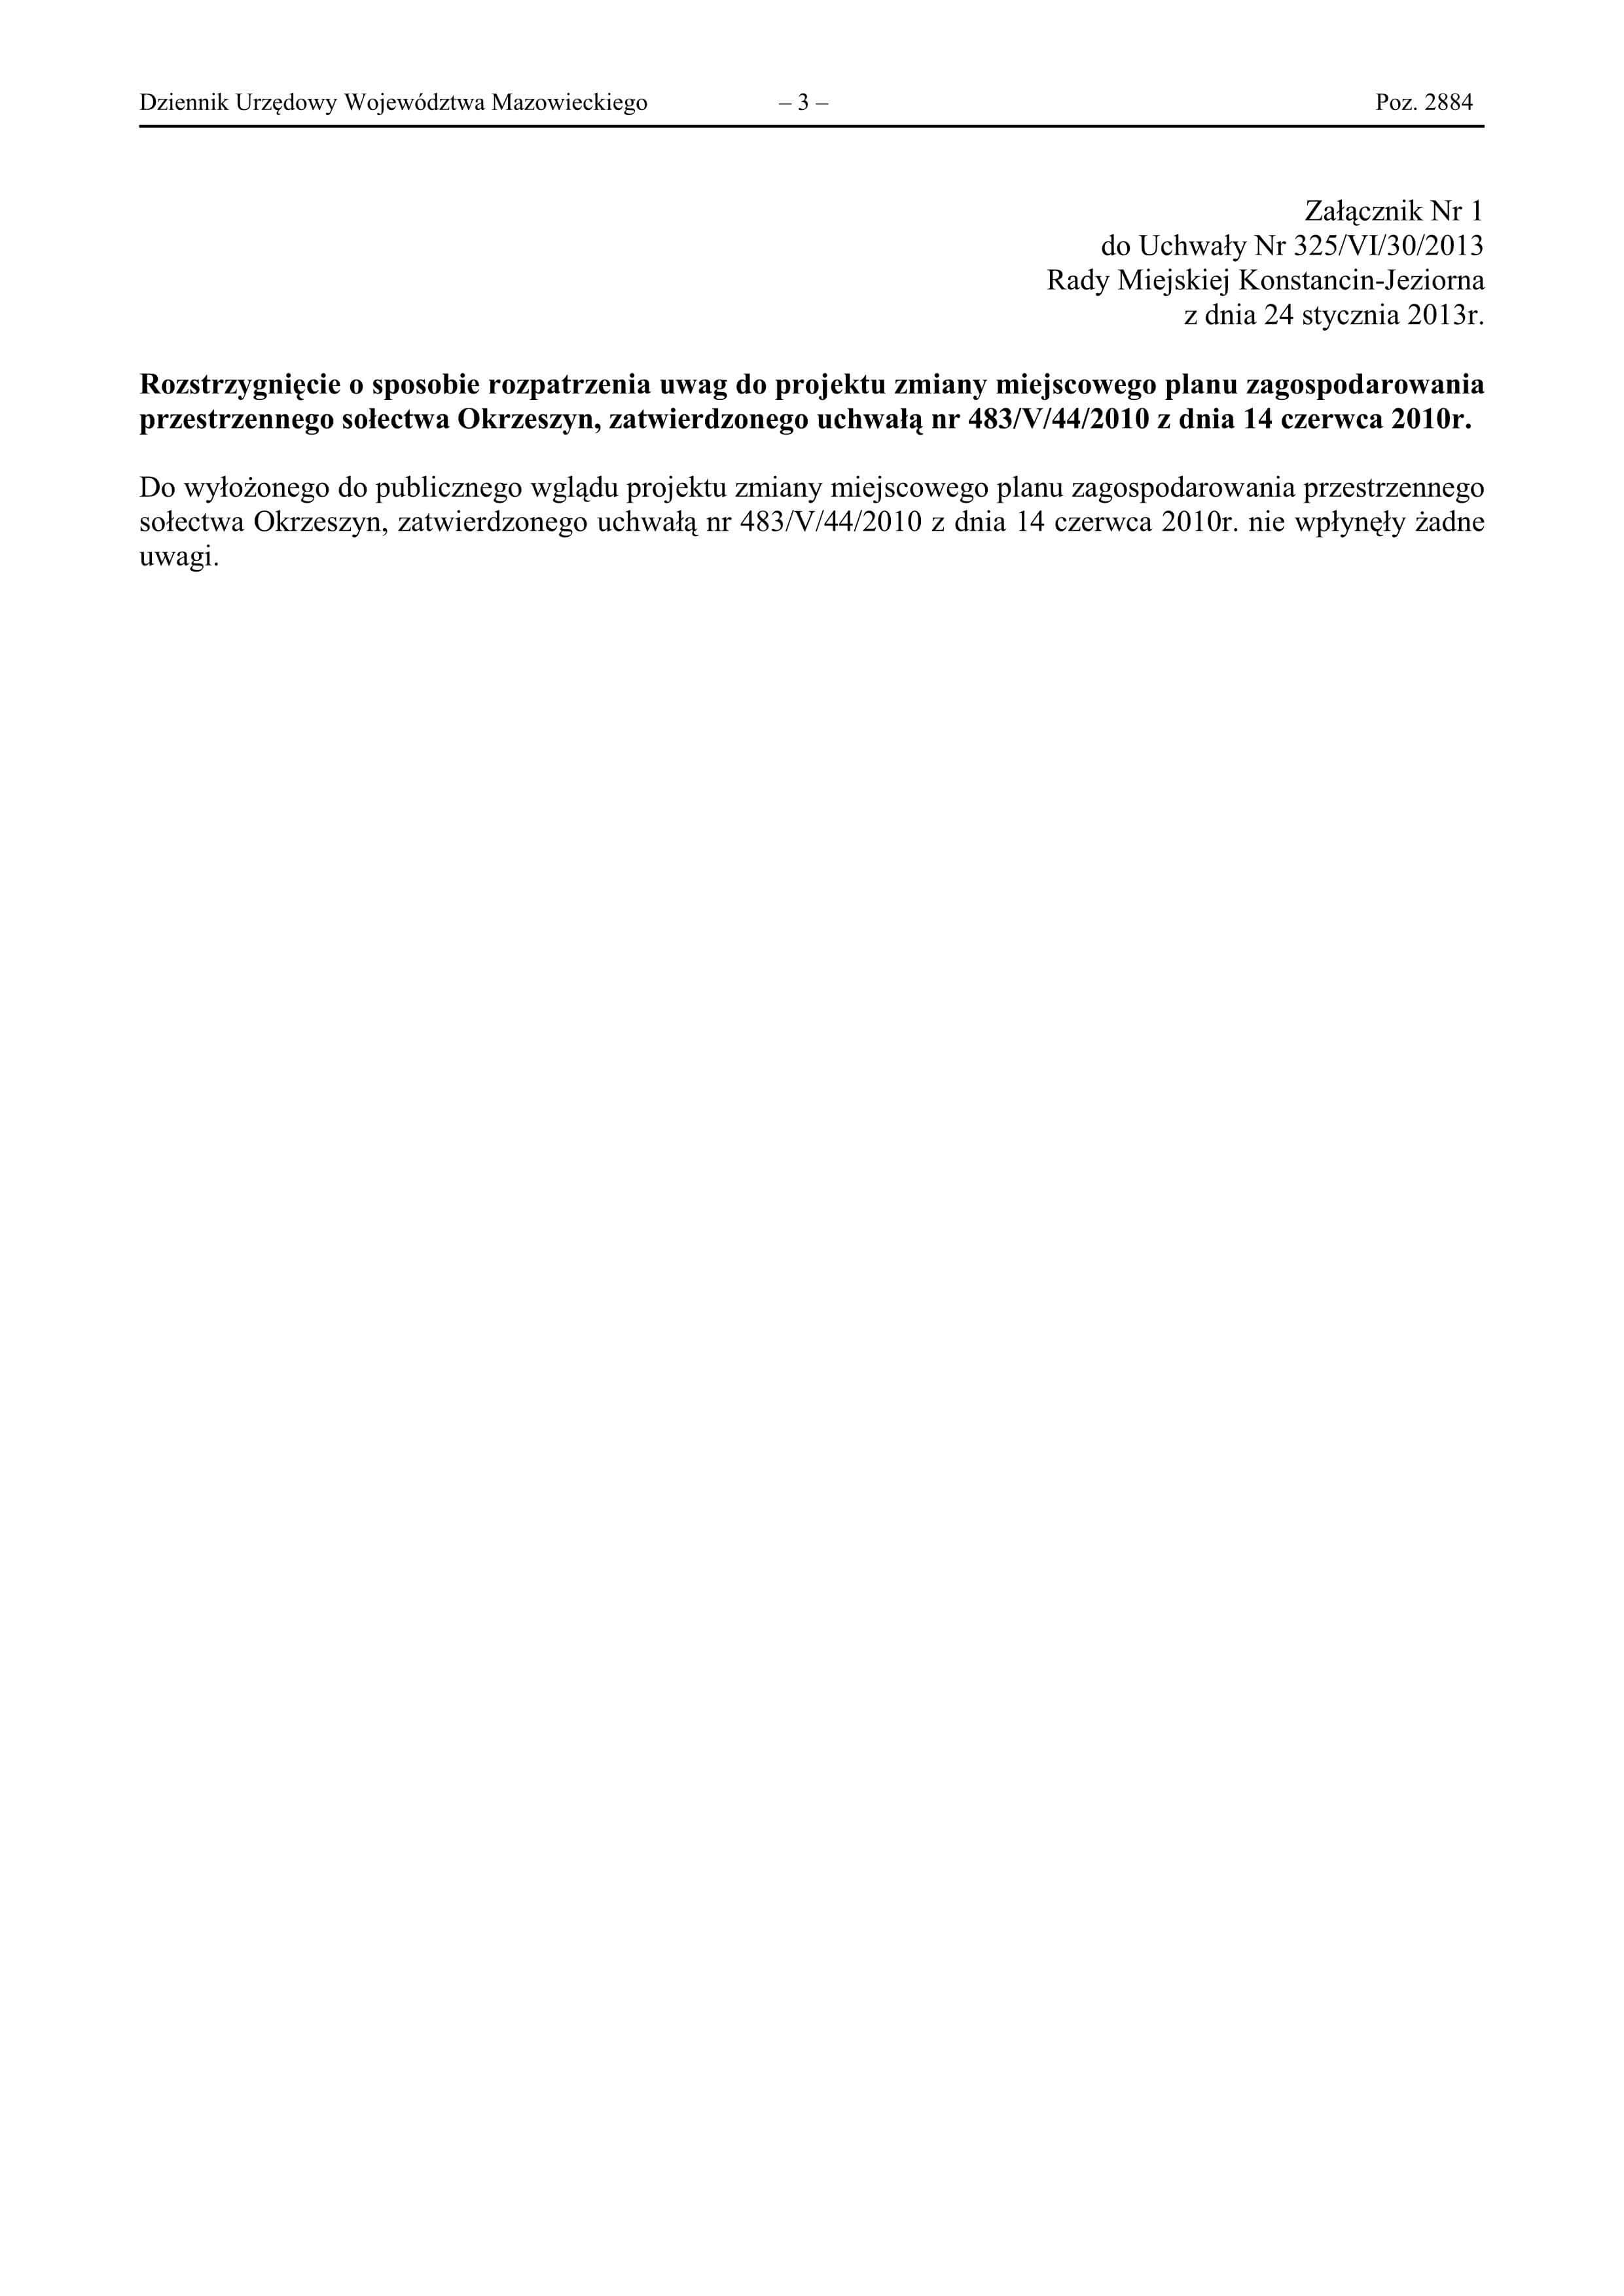 Dziennik Urzędowy Województwa Mazowieckiego – 3 – Poz. 2884
Załącznik Nr 1
do Uchwały Nr 325/VI/30/2013
Rady Miejskiej Konstancin-Jeziorna
z dnia 24 stycznia 2013r.
Rozstrzygnięcie o sposobie rozpatrzenia uwag do projektu zmiany miejscowego planu zagospodarowania
przestrzennego sołectwa Okrzeszyn, zatwierdzonego uchwałą nr 483/V/44/2010 z dnia 14 czerwca 2010r.
Do wyłożonego do publicznego wglądu projektu zmiany miejscowego planu zagospodarowania przestrzennego
sołectwa Okrzeszyn, zatwierdzonego uchwałą nr 483/V/44/2010 z dnia 14 czerwca 2010r. nie wpłynęły żadne
uwagi.